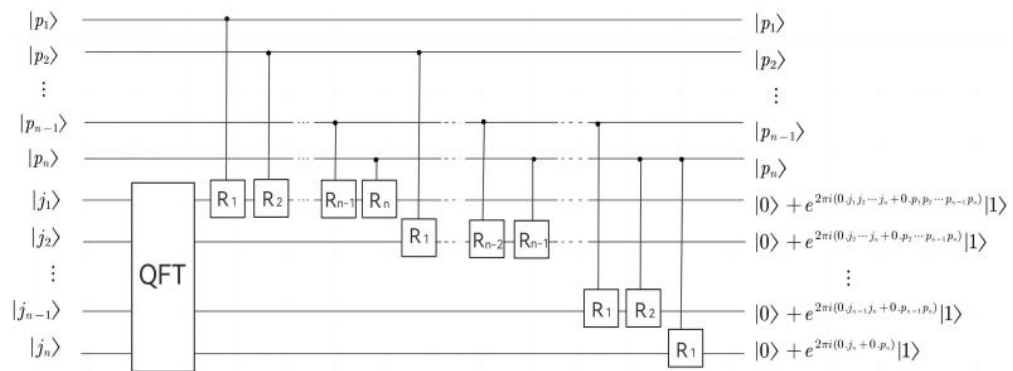 |p₁⟩ |p₁⟩
|p₂⟩ |p₂⟩
⋮ ⋮
|pₙ₋₁⟩ ... |pₙ₋₁⟩
|pₙ⟩ ... |pₙ⟩
|j₁⟩ R₁ R₂ ... Rₙ₋₁ Rₙ ... |0⟩ + e^{2πi(0.j₁j₂⋯jₙ+0.p₁p₂⋯pₙ₋₁pₙ)}|1⟩
|j₂⟩ R₁ Rₙ₋₂ Rₙ₋₁ |0⟩ + e^{2πi(0.j₂⋯jₙ+0.p₂⋯pₙ₋₁pₙ)}|1⟩
⋮ QFT ⋮
|jₙ₋₁⟩ R₁ R₂ |0⟩ + e^{2πi(0.jₙ₋₁jₙ+0.pₙ₋₁pₙ)}|1⟩
|jₙ⟩ R₁ |0⟩ + e^{2πi(0.jₙ+0.pₙ)}|1⟩